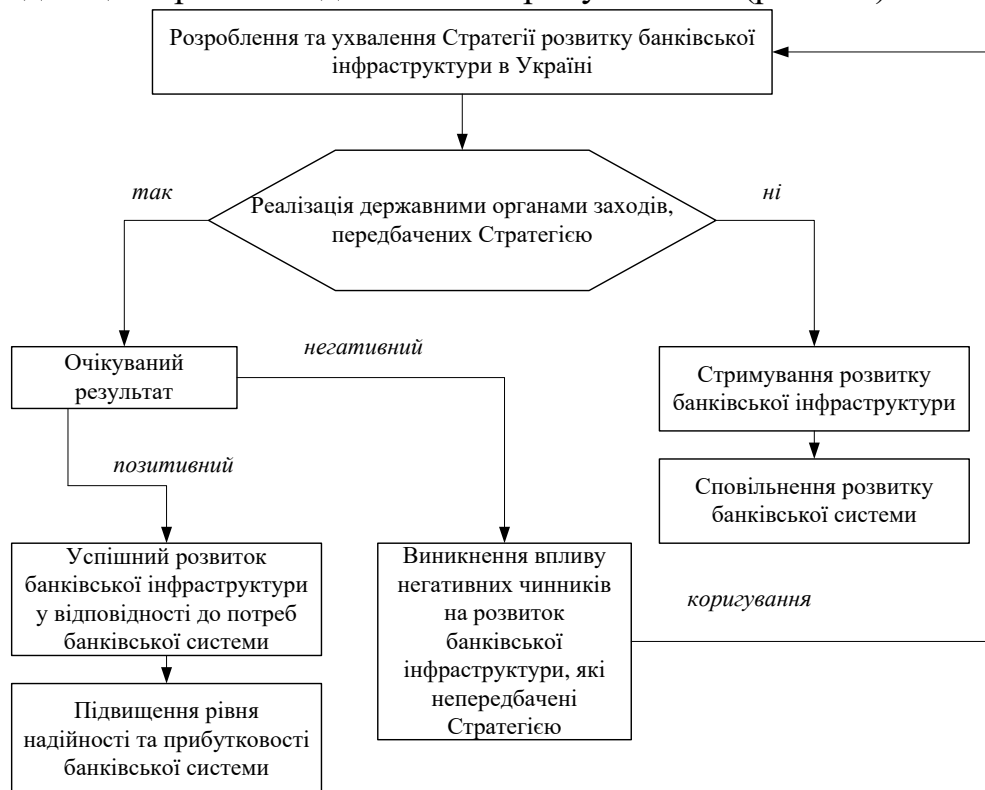 Розроблення та ухвалення Стратегії розвитку банківської
інфраструктури в Україні
так
ні
Реалізація державними органами заходів,
передбачених Стратегією
негативний
Очікуваний
результат
Стримування розвитку
банківської інфраструктури
позитивний
Сповільнення розвитку
банківської системи
Успішний розвиток
банківської інфраструктури
у відповідності до потреб
банківської системи
Виникнення впливу
негативних чинників
на розвиток
банківської
інфраструктури, які
непередбачені
Стратегією
коригування
Підвищення рівня
надійності та прибутковості
банківської системи